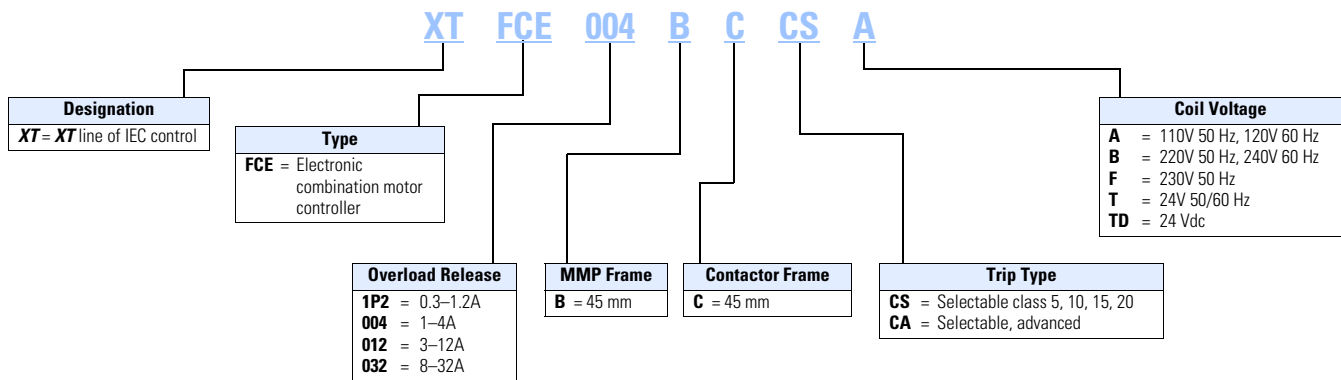 XT FCE 004 B C CS A
Designation
XT = XT line of IEC control
Type
FCE = Electronic
combination motor
controller
Coil Voltage
A = 110V 50 Hz, 120V 60 Hz
B = 220V 50 Hz, 240V 60 Hz
F = 230V 50 Hz
T = 24V 50/60 Hz
TD = 24 Vdc
Overload Release
1P2 = 0.3–1.2A
004 = 1–4A
012 = 3–12A
032 = 8–32A
MMP Frame
B = 45 mm
Contactor Frame
C = 45 mm
Trip Type
CS = Selectable class 5, 10, 15, 20
CA = Selectable, advanced